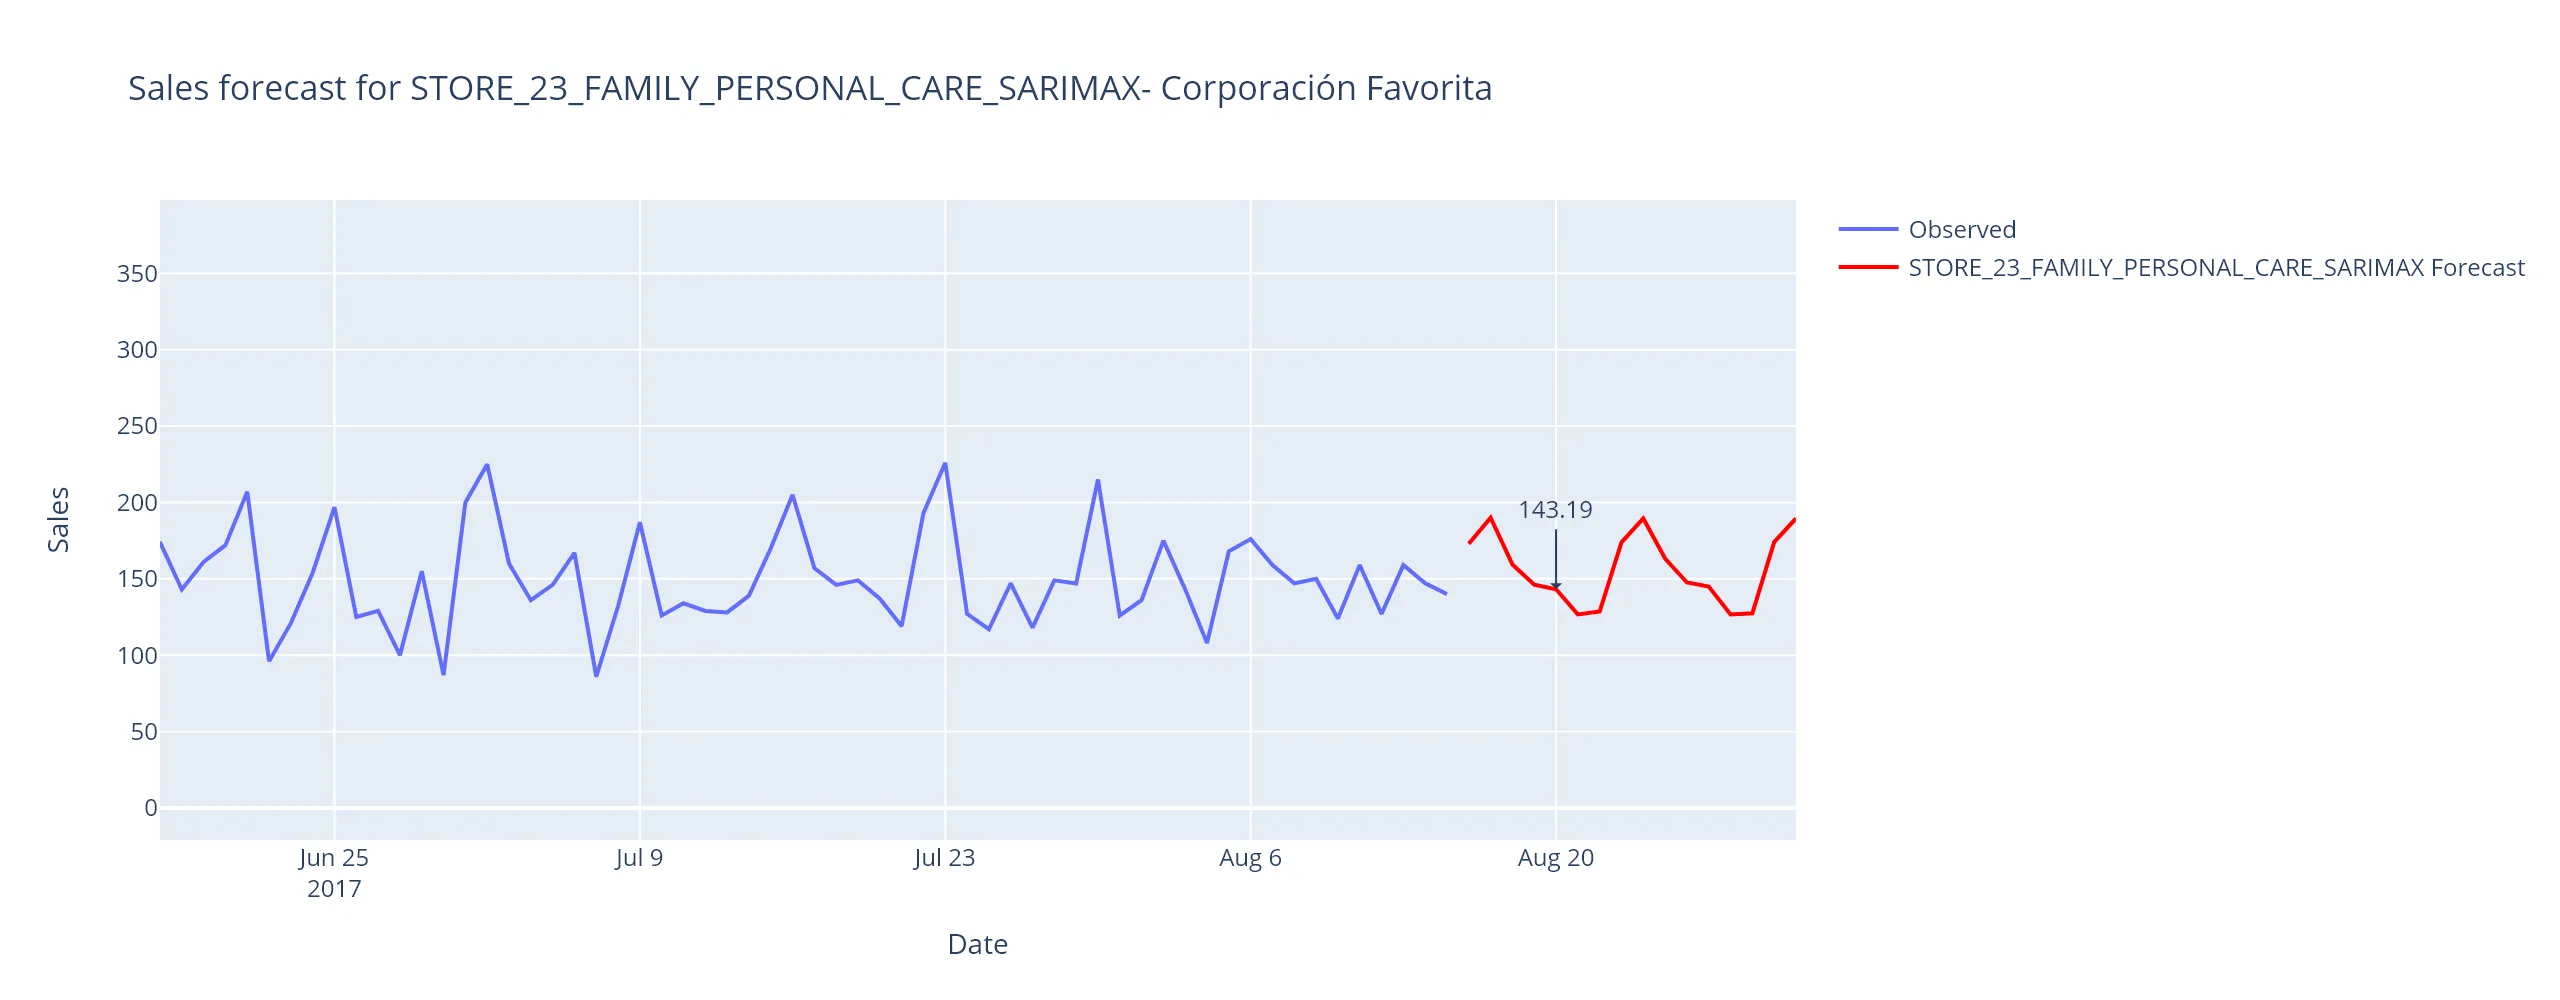 Sales forecast for STORE_23_FAMILY_PERSONAL_CARE_SARIMAX- Corporación Favorita
Observed
STORE_23_FAMILY_PERSONAL_CARE_SARIMAX Forecast
350
300
250
200
150
100
50
0
Sales
143.19
Jun 25
2017
Jul 9
Jul 23
Aug 6
Aug 20
Date